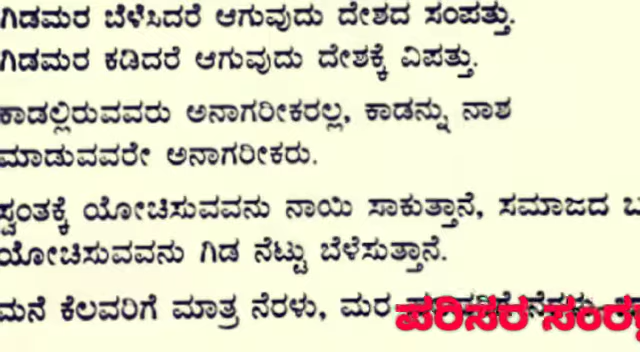 ಗಿಡಮರ ಬೆಳೆಸಿದರೆ ಆಗುವುದು ದೇಶದ ಸಂಪತ್ತು.
ಗಿಡಮರ ಕಡಿದರೆ ಆಗುವುದು ದೇಶಕ್ಕೆ ವಿಪತ್ತು.
ಕಾಡಲ್ಲಿರುವವರು ಅನಾಗರೀಕರಲ್ಲ, ಕಾಡನ್ನು ನಾಶ
ಮಾಡುವವರೇ ಅನಾಗರೀಕರು.
ಸ್ವಂತಕ್ಕೆ ಯೋಚಿಸುವವನು ನಾಯಿ ಸಾಕುತ್ತಾನೆ, ಸಮಾಜದ
ಯೋಚಿಸುವವನು ಗಿಡ ನೆಟ್ಟು ಬೆಳೆಸುತ್ತಾನೆ.
ಮನೆ ಕೆಲವರಿಗೆ ಮಾತ್ರ ನೆರಳು, ಮರ
ಪರಿಸರ